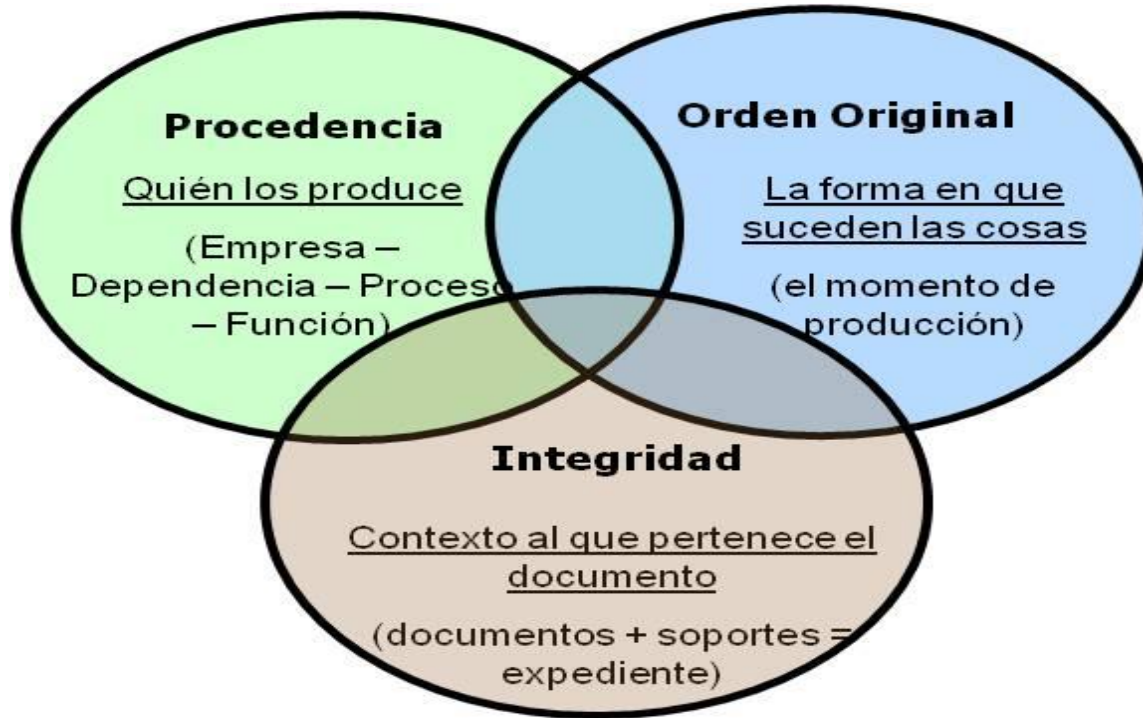 Procedencia
Quién los produce
(Empresa –
Dependencia – Proceso
– Función)
Orden Original
La forma en que
suceden las cosas
(el momento de
producción)
Integridad
Contexto al que pertenece el
documento
(documentos + soportes =
expediente)